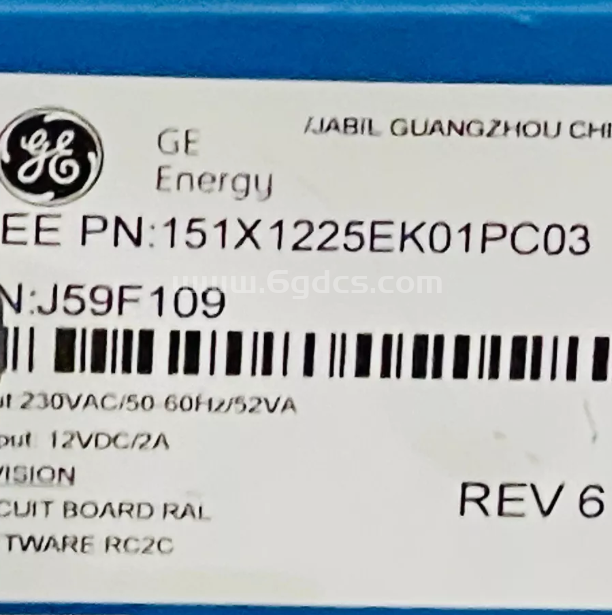 GE
Energy
/JABIL GUANGZHOU CHI
EE PN:151X1225EK01PC03
www.6gdcs.com
N:J59F109
ut 230VAC/50-60Hz/52VA
put 12VDC/2A
VISION
REV 6
CUIT BOARD RAL
TWARE RC2C